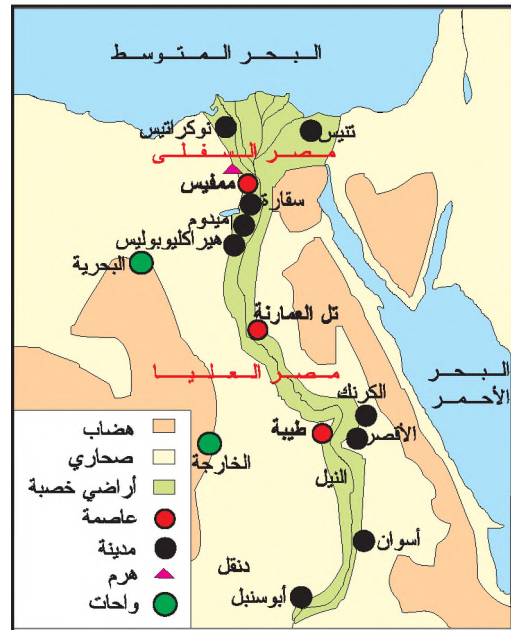 البحر المتوسط
نوكراتيس
تنيس
مصر السفلى
ممفيس
سقارة
ميدوم
هيراكليوبوليس
البحرية
تل العمارنة
مصر العليا
البحر
الأحمر
الكرنك
طيبة
الأقصر
الخارجة
النيل
أسوان
دنقل
أبوسنبل
هضاب
صحاري
أراضي خصبة
عاصمة
مدينة
هرم
واحات